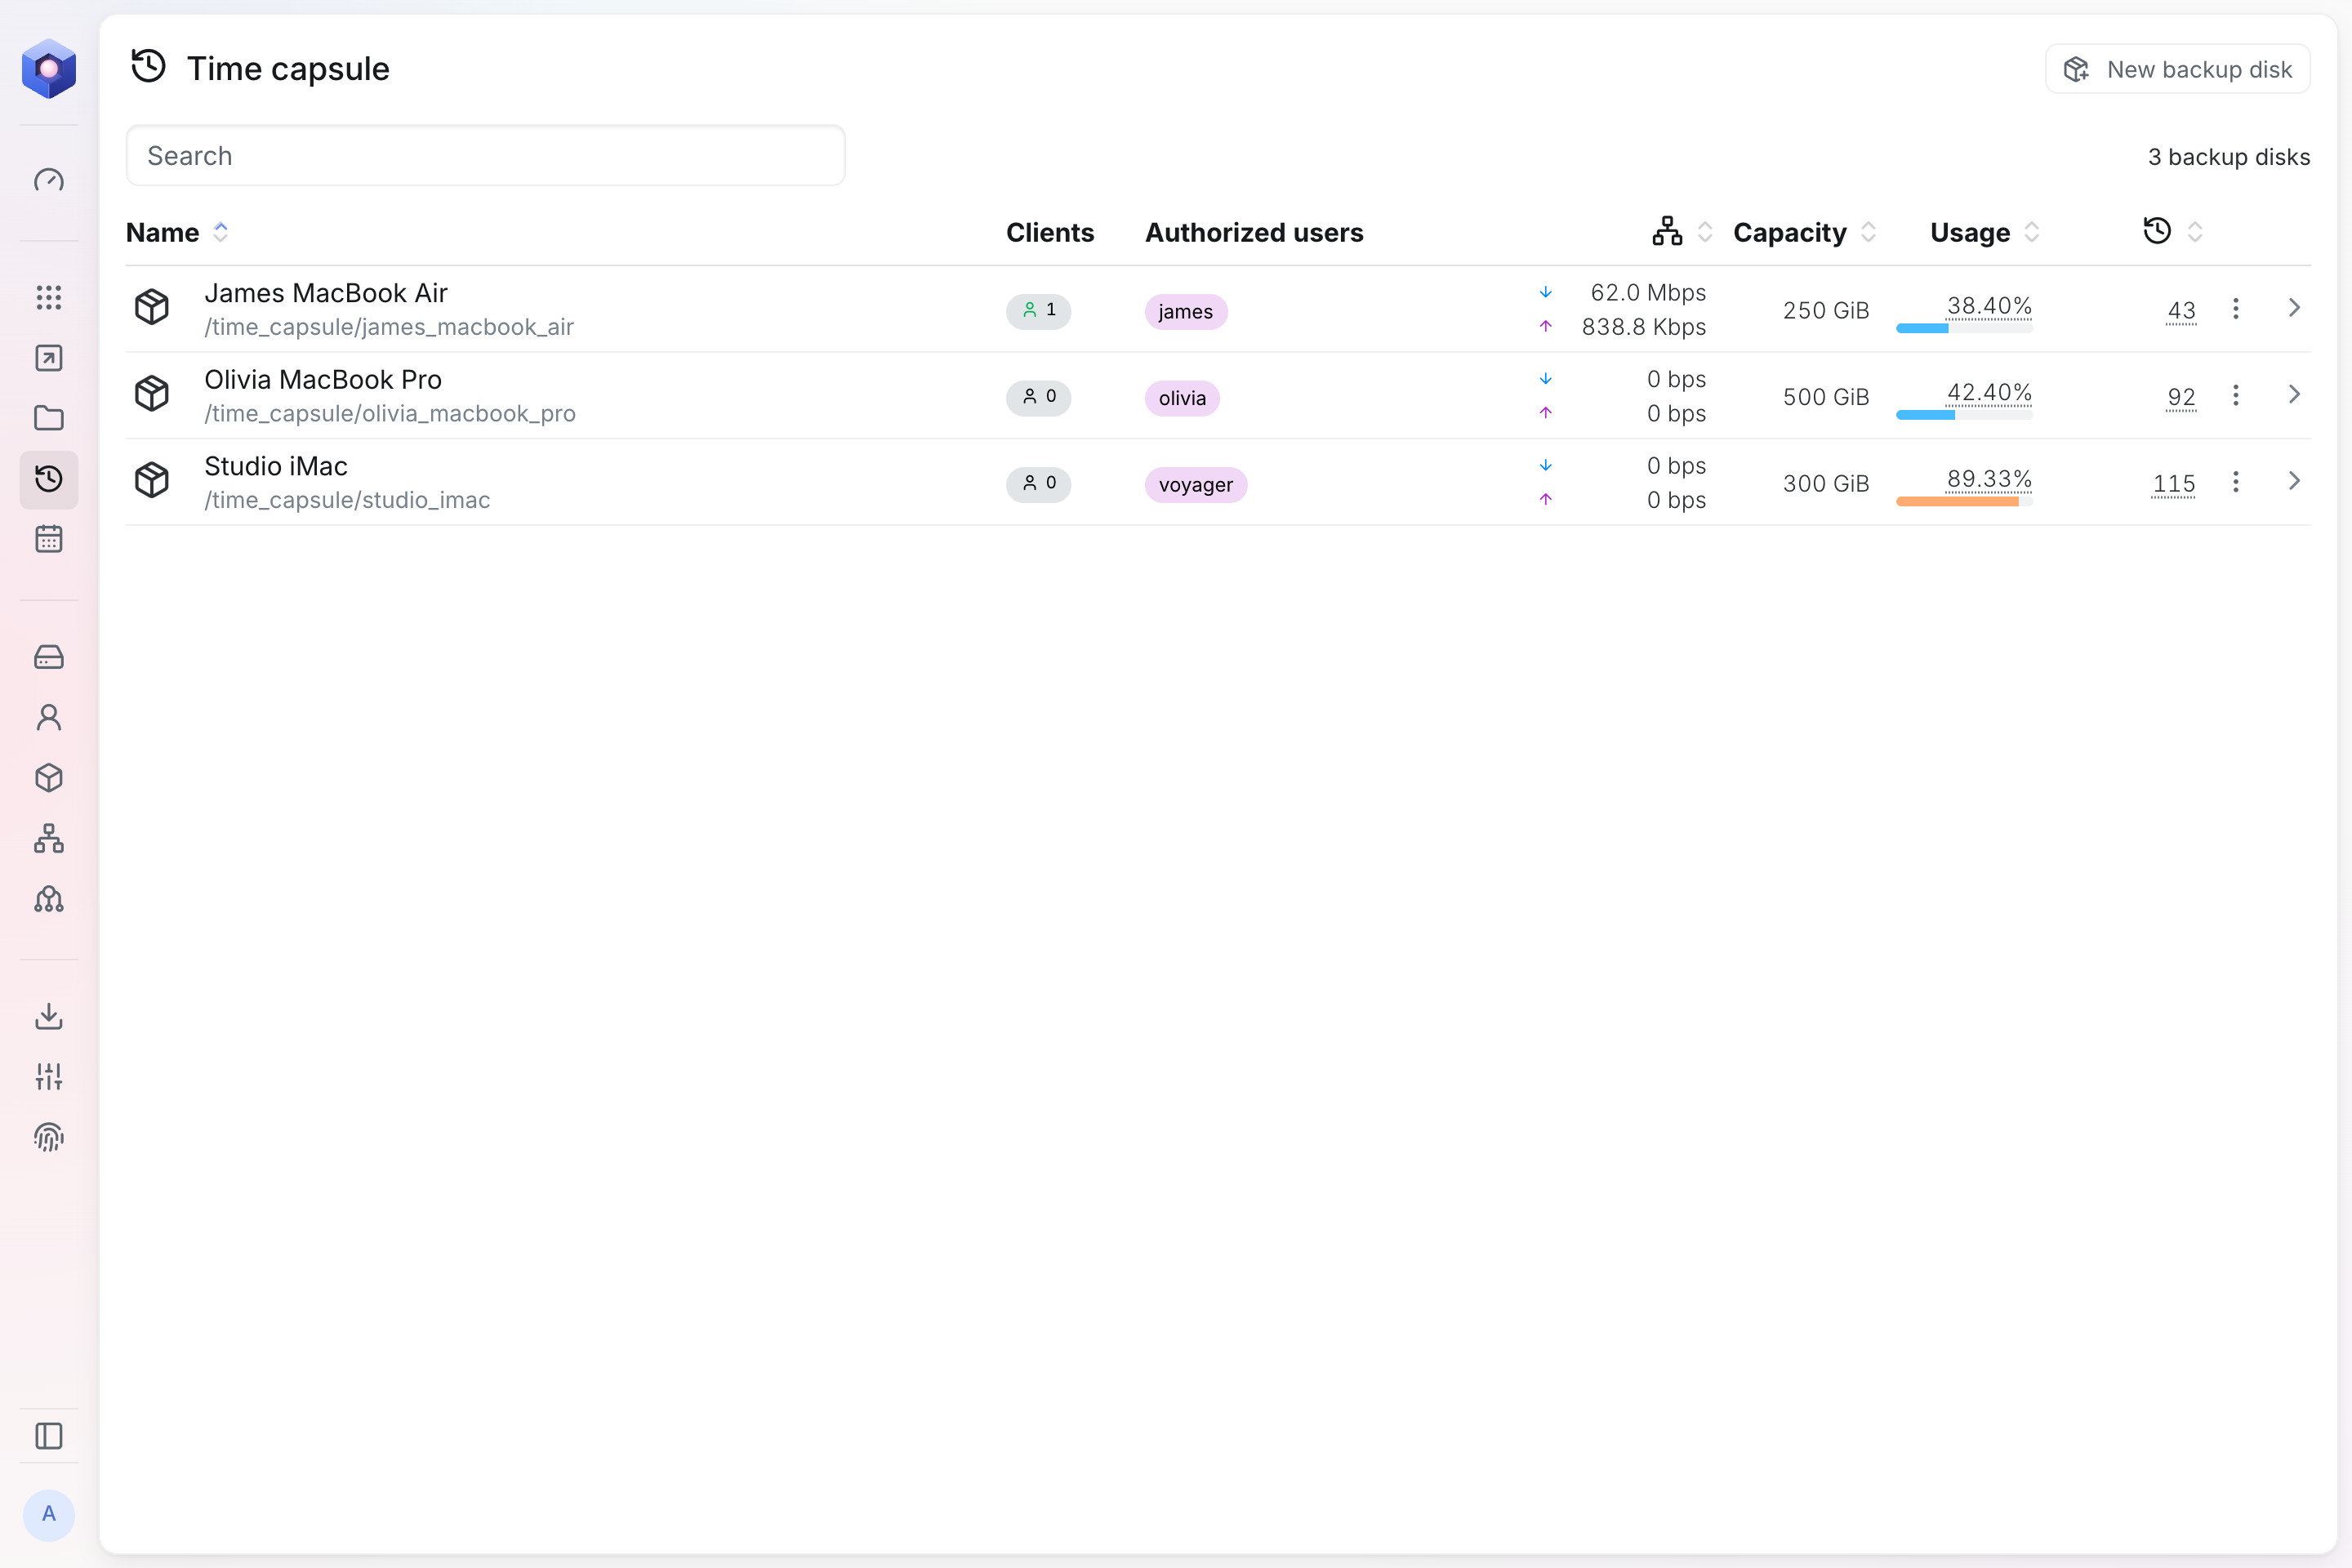 Time capsule
New backup disk
Search
3 backup disks
Name Clients Authorized users Capacity Usage
James MacBook Air
/time_capsule/james_macbook_air
1
james
62.0 Mbps
838.8 Kbps
250 GiB
38.40%
43
Olivia MacBook Pro
/time_capsule/olivia_macbook_pro
0
olivia
0 bps
0 bps
500 GiB
42.40%
92
Studio iMac
/time_capsule/studio_imac
0
voyager
0 bps
0 bps
300 GiB
89.33%
115
A